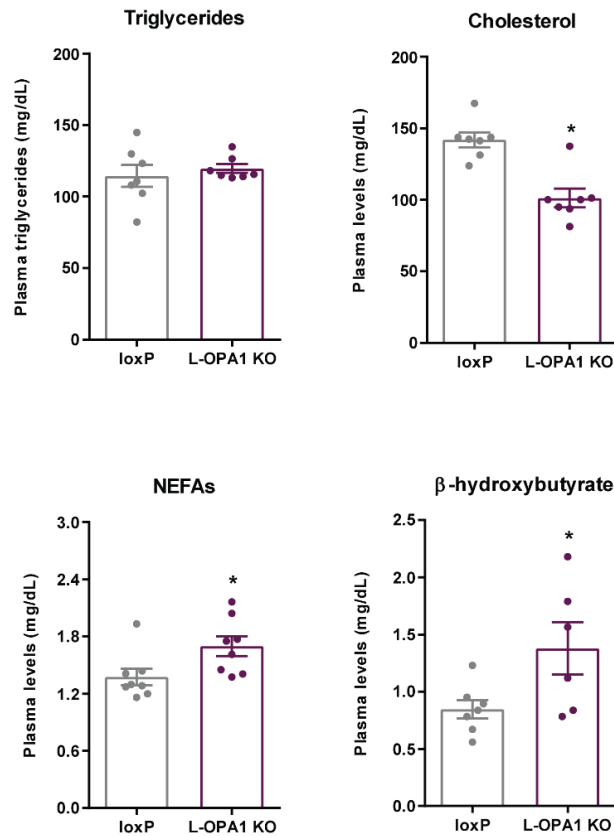 Triglycerides
Plasma triglycerides (mg/dL)
200
150
100
50
0
loxP
L-OPA1 KO
Cholesterol
Plasma levels (mg/dL)
200
150
100
50
0
*
loxP
L-OPA1 KO
NEFAs
Plasma levels (mg/dL)
3.0
2.4
1.8
1.2
0.6
0.0
*
loxP
L-OPA1 KO
β-hydroxybutyrate
Plasma levels (mg/dL)
2.5
2.0
1.5
1.0
0.5
0.0
*
loxP
L-OPA1 KO